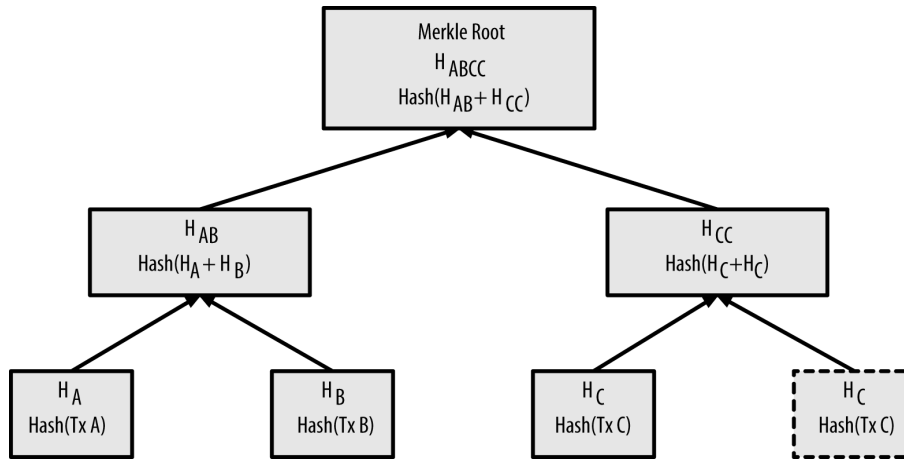 Merkle Root
H ABCC
Hash(H AB + H CC)
H AB
Hash(H A + H B)
H CC
Hash(H C+H C)
H A
Hash(Tx A)
H B
Hash(Tx B)
H C
Hash(Tx C)
H C
Hash(Tx C)